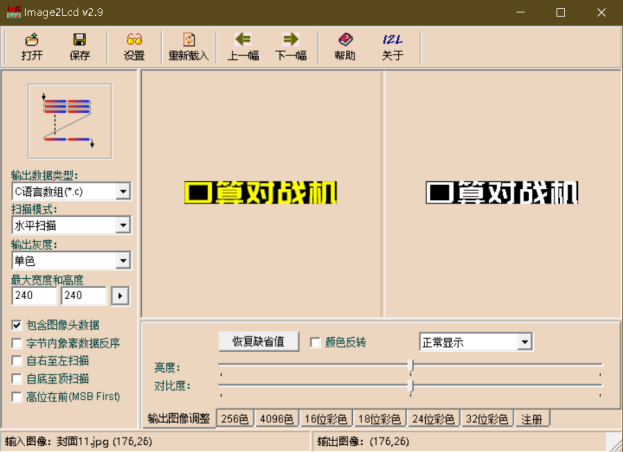 Image2Lcd v2.9
打开 保存 设置 重新载入 上一幅 下一幅 帮助 I2L 关于
输出数据类型:
C语言数组(*.c)
扫描模式:
水平扫描
输出灰度:
单色
最大宽度和高度
240 240
包含图像头数据
字节内象素数据反序
自右至左扫描
自底至顶扫描
高位在前(MSB First)
口算对战机 口算对战机
恢复缺省值 颜色反转 正常显示
亮度:
对比度:
输出图像调整 256色 4096色 16位彩色 18位彩色 24位彩色 32位彩色 注册
输入图像: 封面11.jpg (176,26) 输出图像: (176,26)